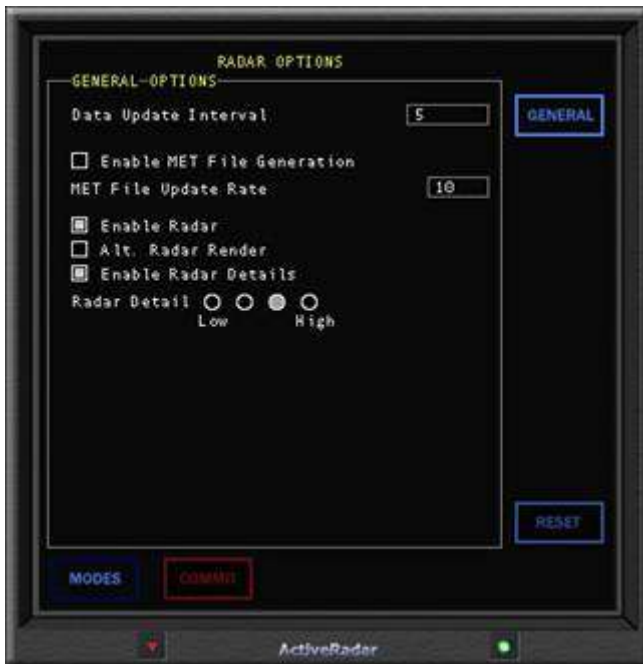 RADAR OPTIONS
GENERAL OPTIONS
Data Update Interval 5
GENERAL
Enable MET File Generation
MET File Update Rate 10
Enable Radar
Alt. Radar Render
Enable Radar Details
Radar Detail
Low High
RESET
MODES COMMIT
ActiveRadar